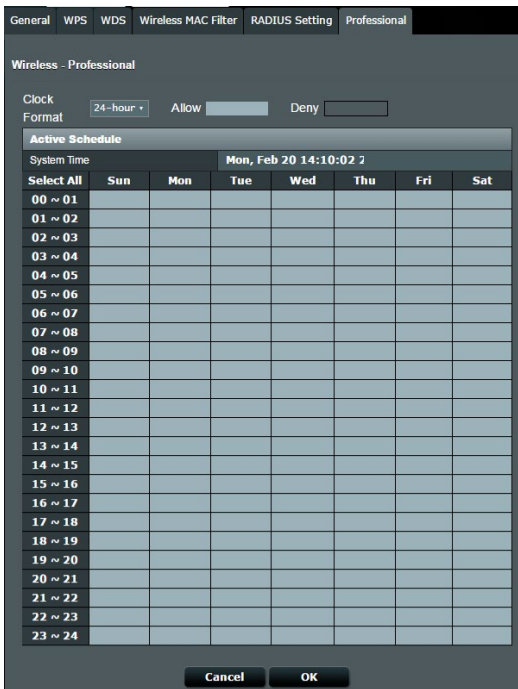 General WPS WDS Wireless MAC Filter RADIUS Setting Professional
Wireless - Professional
Clock Format 24-hour Allow Deny
Active Schedule
System Time Mon, Feb 20 14:10:02 2
Select All Sun Mon Tue Wed Thu Fri Sat
00 ~ 01
01 ~ 02
02 ~ 03
03 ~ 04
04 ~ 05
05 ~ 06
06 ~ 07
07 ~ 08
08 ~ 09
09 ~ 10
10 ~ 11
11 ~ 12
12 ~ 13
13 ~ 14
14 ~ 15
15 ~ 16
16 ~ 17
17 ~ 18
18 ~ 19
19 ~ 20
20 ~ 21
21 ~ 22
22 ~ 23
23 ~ 24
Cancel OK